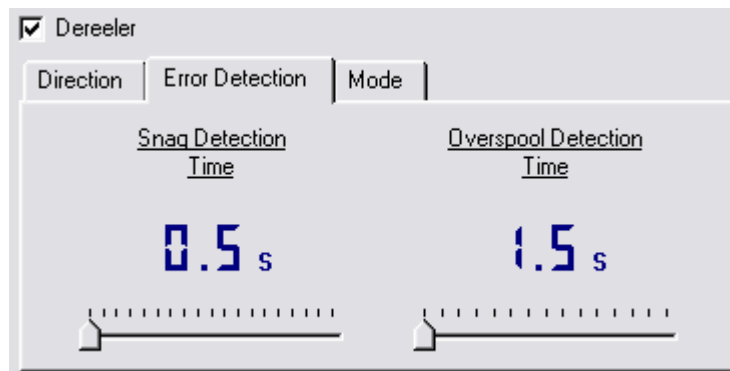 Dereeler
Direction Error Detection Mode
Snag Detection Overspool Detection
Time Time
0.5 s 1.5 s